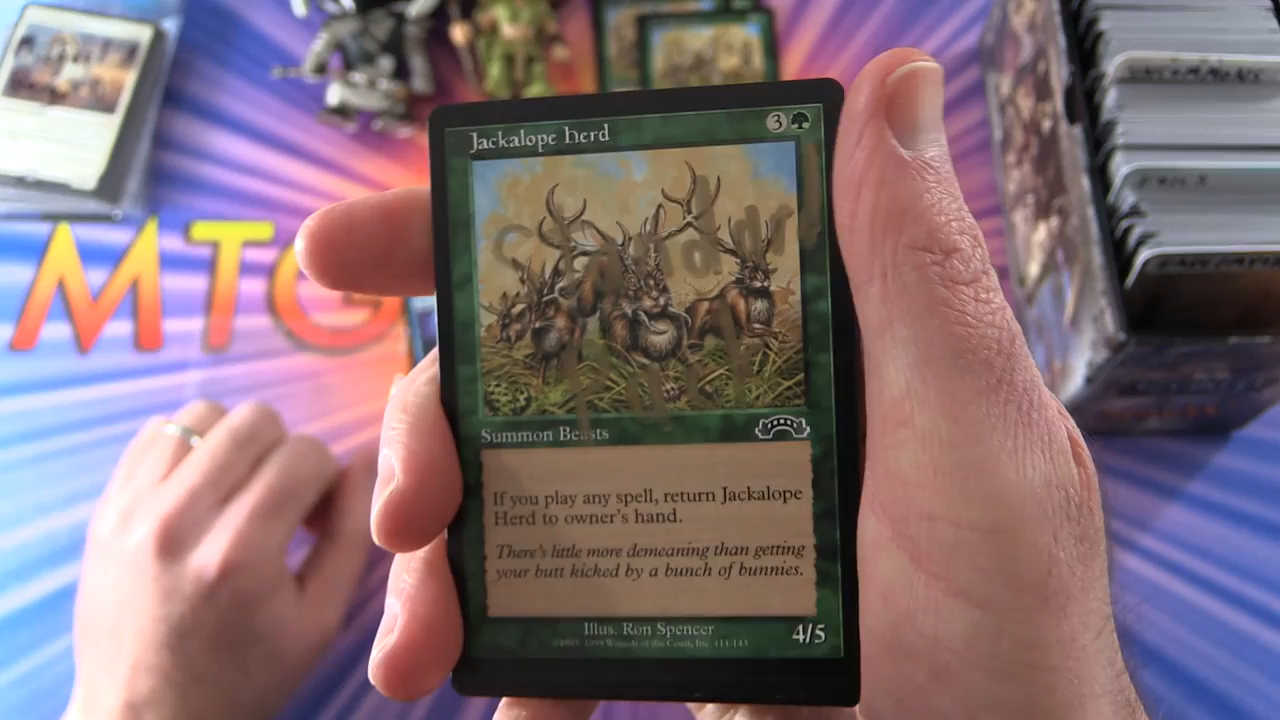 MTG
Jackalope Herd
3
Summon Beasts
If you play any spell, return Jackalope
Herd to owner's hand.
There's little more demeaning than getting
your butt kicked by a bunch of bunnies.
Illus. Ron Spencer
4/5